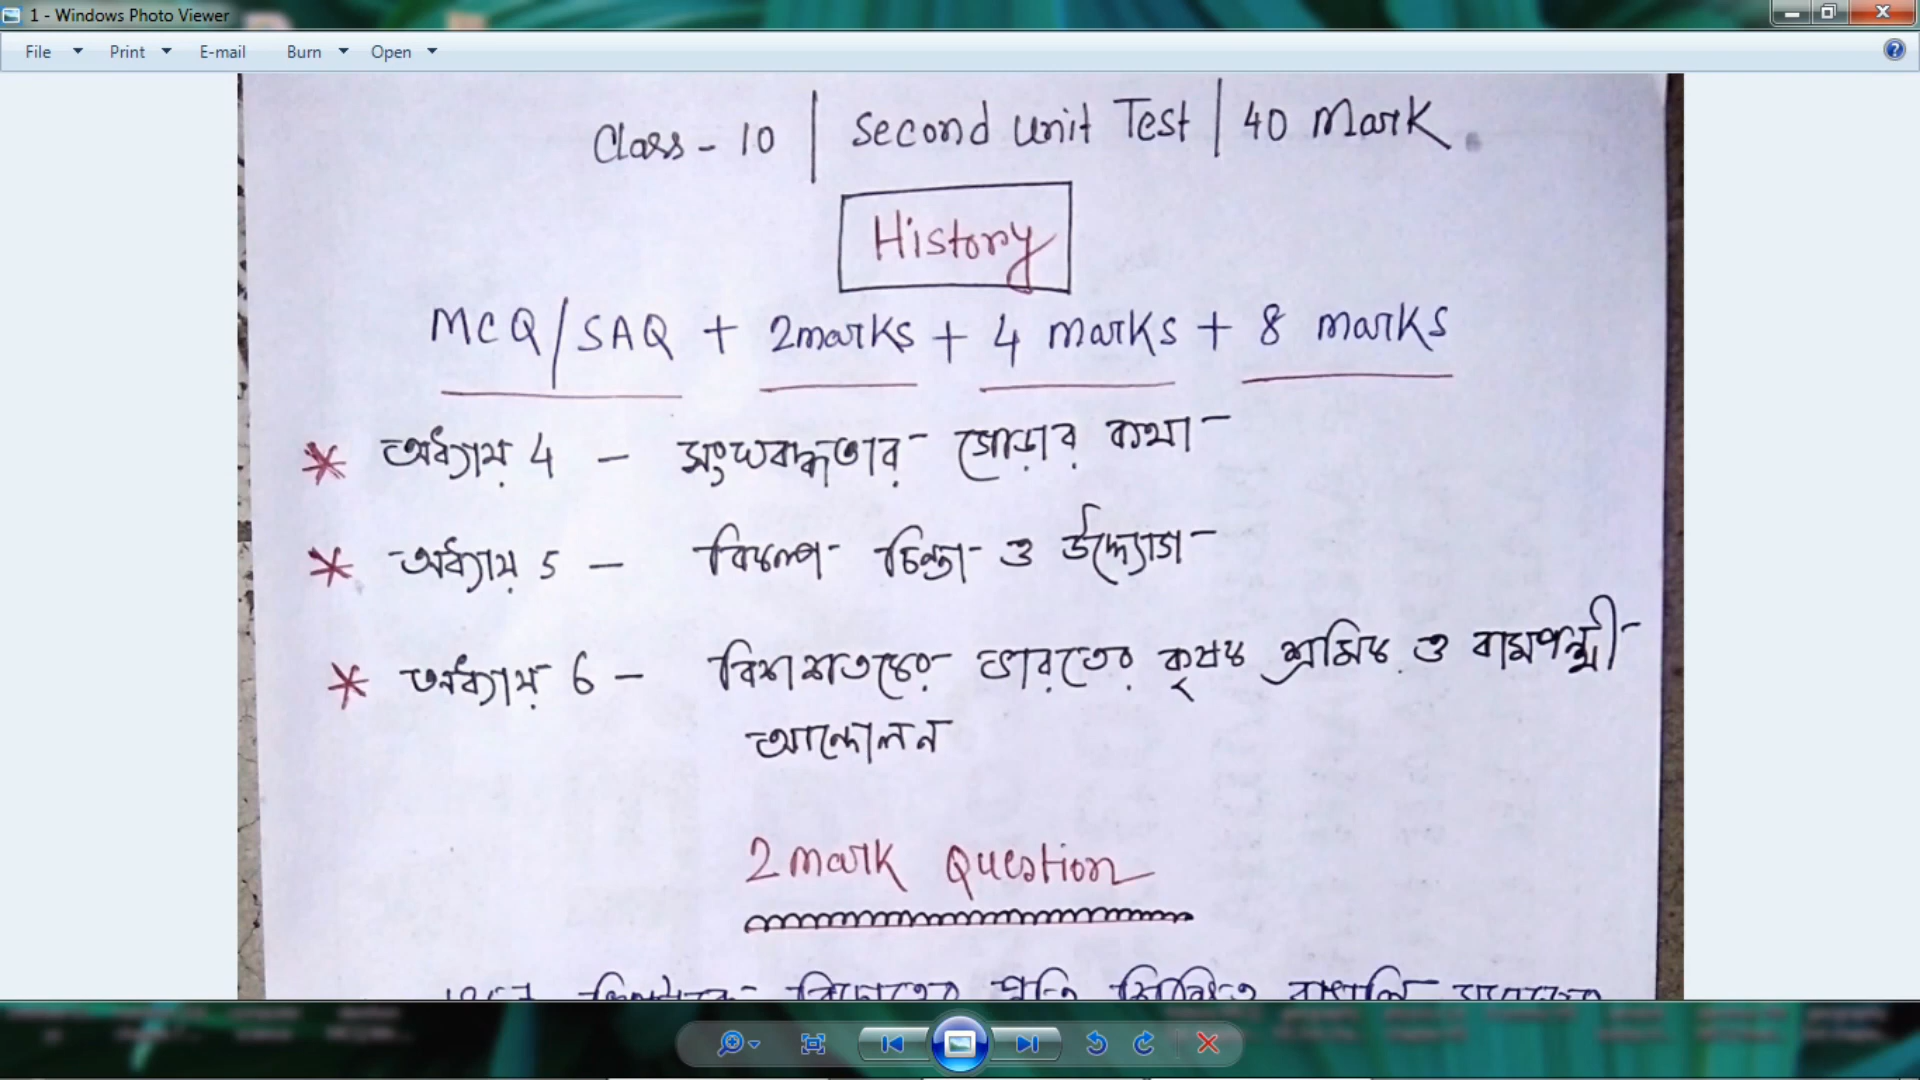 1 - Windows Photo Viewer
File Print E-mail Burn Open
Class - 10 | Second Unit Test | 40 Mark.
History
MCQ/SAQ + 2marks + 4 marks + 8 marks
* অধ্যায় 4 - সংঘবদ্ধতার গোড়ার কথা
* অধ্যায় 5 - বিকল্প চিন্তা ও উদ্যোগ
* অধ্যায় 6 - বিশ শতকের ভারতের কৃষক শ্রমিক ও বামপন্থী
আন্দোলন
2 mark Question